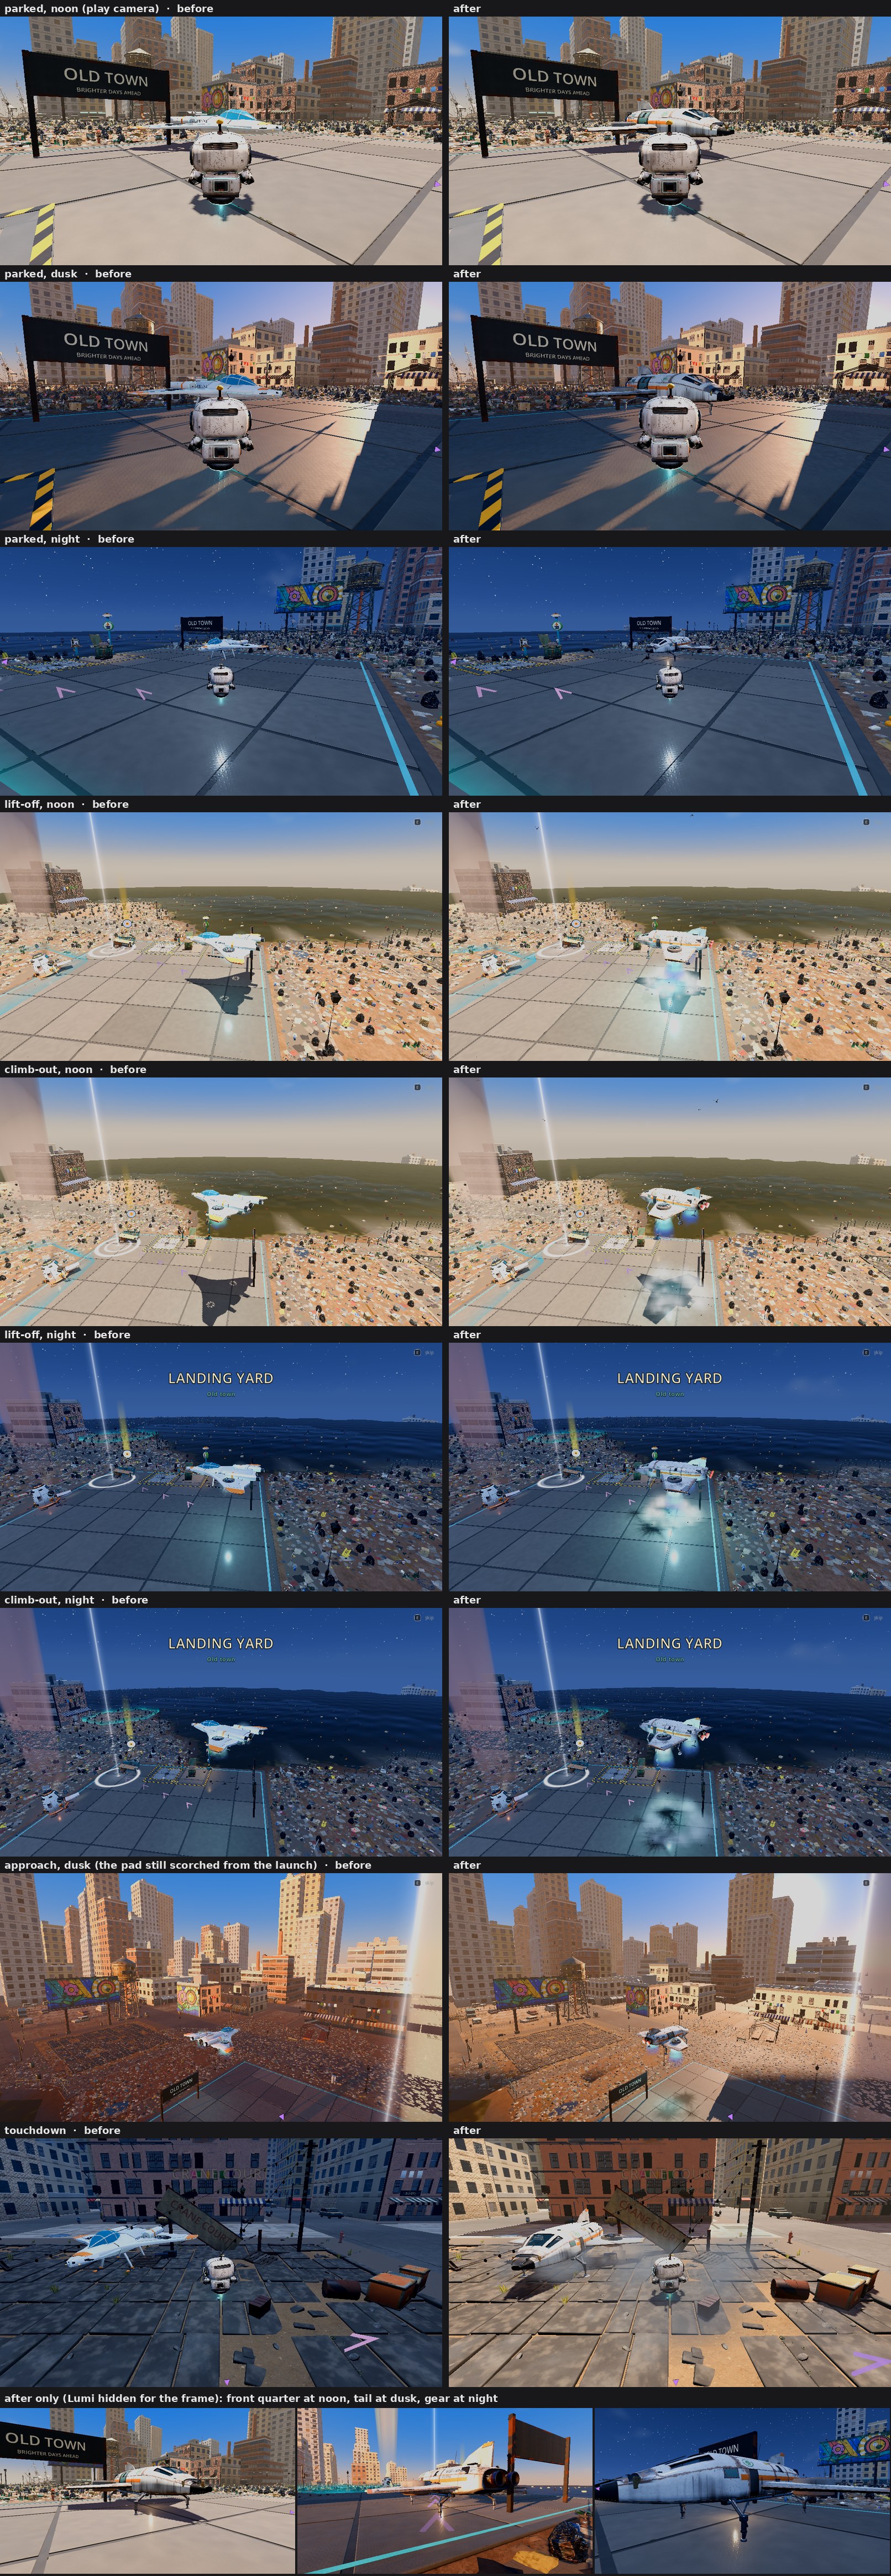 parked, noon (play camera) · before
after
OLD TOWN
BRIGHTER DAYS AHEAD
OLD TOWN
BRIGHTER DAYS AHEAD
parked, dusk · before
after
OLD TOWN
BRIGHTER DAYS AHEAD
OLD TOWN
BRIGHTER DAYS AHEAD
parked, night · before
after
OLD TOWN
OLD TOWN
lift-off, noon · before
after
climb-out, noon · before
after
lift-off, night · before
after
LANDING YARD
Old town
LANDING YARD
Old town
climb-out, night · before
after
LANDING YARD
Old town
LANDING YARD
Old town
approach, dusk (the pad still scorched from the launch) · before
after
OLD TOWN
OLD TOWN
touchdown · before
after
CRANE COURT
CRANE COURT
after only (Lumi hidden for the frame): front quarter at noon, tail at dusk, gear at night
OLD TOWN
BRIGHTER DAYS AHEAD